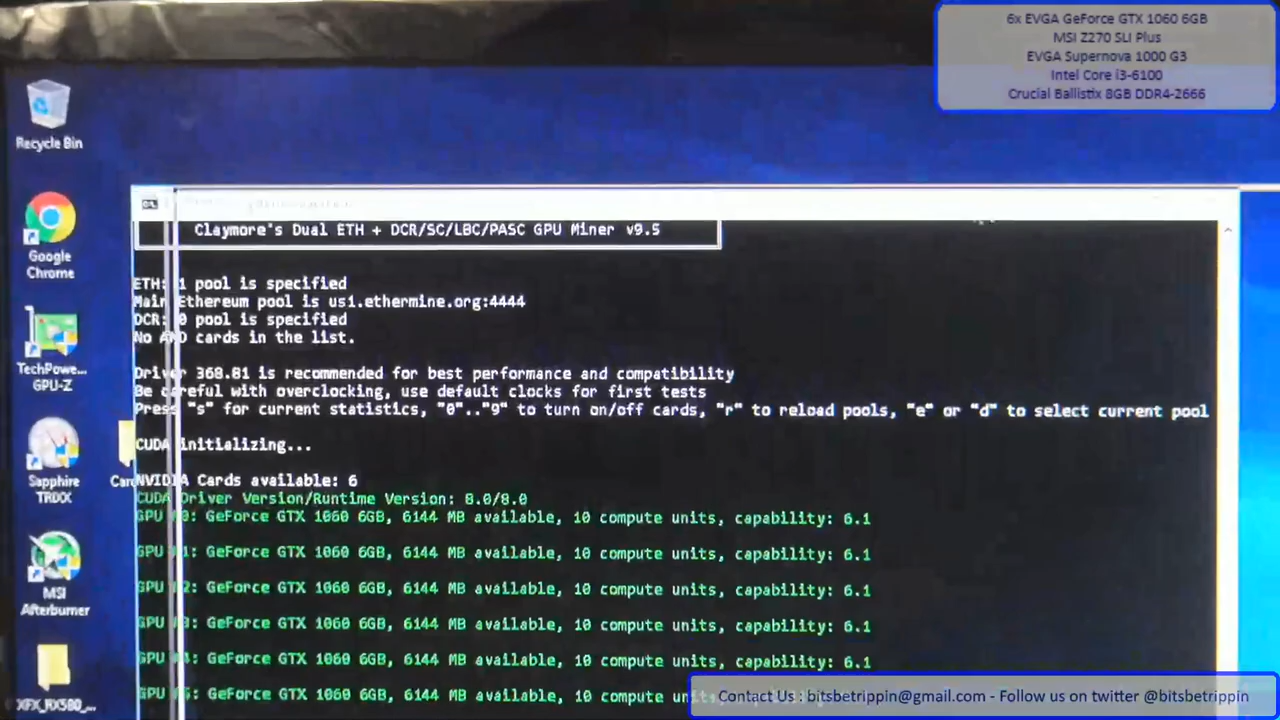 6x EVGA GeForce GTX 1060 6GB
MSI Z270 SLI Plus
EVGA Supernova 1000 G3
Intel Core i3-6100
Crucial Ballistix 8GB DDR4-2666
Recycle Bin
Google
Chrome
TechPowe...
GPU-Z
Sapphire
TRIXX
MSI
Afterburner
XFX_RX580_...
Claymore's Dual ETH + DCR/SC/LBC/PASC GPU Miner v9.5
ETH: 1 pool is specified
Main Ethereum pool is us1.ethermine.org:4444
DCR: 0 pool is specified
No AMD cards in the list.
Driver 368.81 is recommended for best performance and compatibility
Be careful with overclocking, use default clocks for first tests
Press "s" for current statistics, "0".."9" to turn on/off cards, "r" to reload pools, "e" or "d" to select current pool
CUDA initializing...
NVIDIA Cards available: 6
CUDA Driver Version/Runtime Version: 8.0/8.0
GPU #0: GeForce GTX 1060 6GB, 6144 MB available, 10 compute units, capability: 6.1
GPU #1: GeForce GTX 1060 6GB, 6144 MB available, 10 compute units, capability: 6.1
GPU #2: GeForce GTX 1060 6GB, 6144 MB available, 10 compute units, capability: 6.1
GPU #3: GeForce GTX 1060 6GB, 6144 MB available, 10 compute units, capability: 6.1
GPU #4: GeForce GTX 1060 6GB, 6144 MB available, 10 compute units, capability: 6.1
GPU #5: GeForce GTX 1060 6GB, 6144 MB available, 10 compute
Contact Us : bitsbetrippin@gmail.com - Follow us on twitter @bitsbetrippin